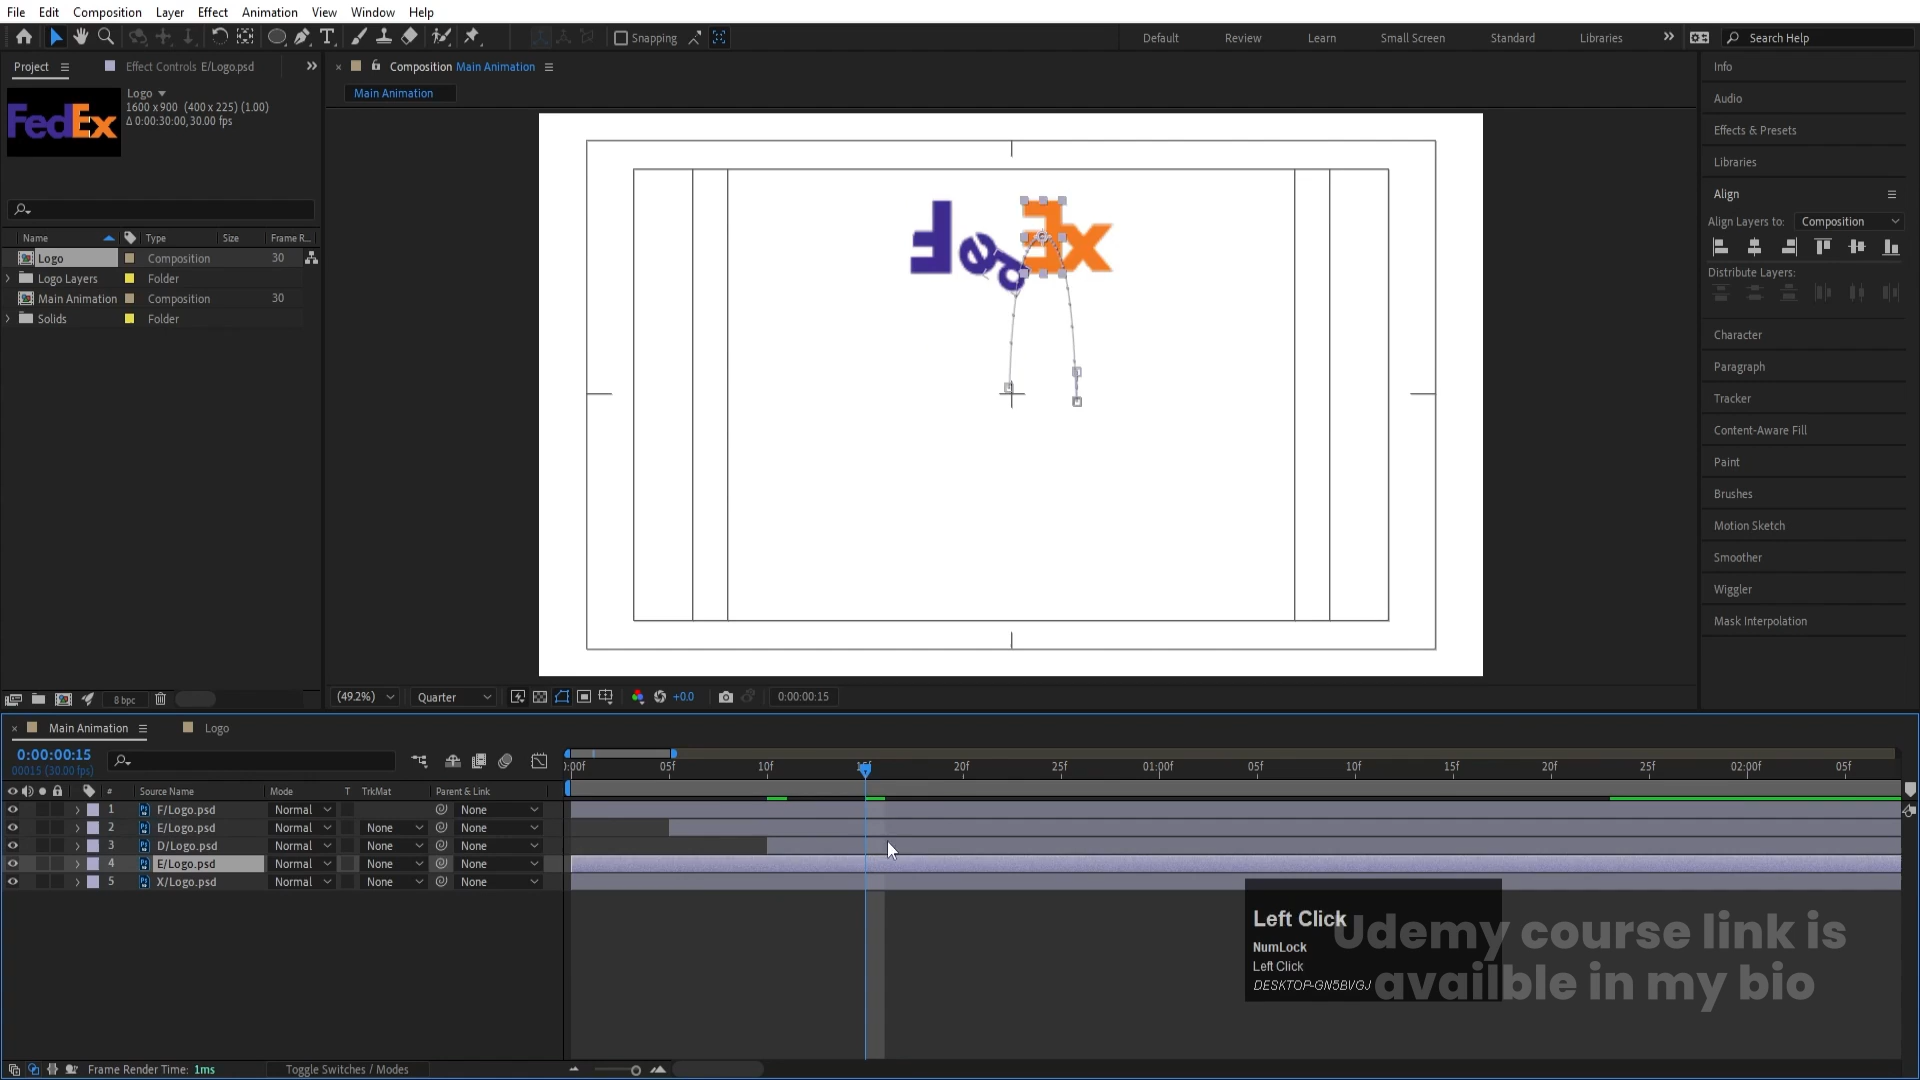 File Edit Composition Layer Effect Animation View Window Help
Snapping Default Review Learn Small Screen Standard Libraries Search Help
Project Effect Controls E/Logo.psd
Composition Main Animation
Main Animation
FedEx
Logo
1600 x 900 (400 x 225) (1.00)
Δ 0:00:30:00, 30.00 fps
Name Type Size Frame R...
Logo Composition 30
Logo Layers Folder
Main Animation Composition 30
Solids Folder
8 bpc
F e d E x
(49.2%) Quarter +0.0 0:00:00:15
Info
Audio
Effects & Presets
Libraries
Align
Align Layers to: Composition
Distribute Layers:
Character
Paragraph
Tracker
Content-Aware Fill
Paint
Brushes
Motion Sketch
Smoother
Wiggler
Mask Interpolation
Main Animation Logo
0:00:00:15
00015 (30.00 fps)
:00f 05f 10f 15f 20f 25f 01:00f 05f 10f 15f 20f 25f 02:00f 05f
# Source Name Mode T TrkMat Parent & Link
1 F/Logo.psd Normal None
2 E/Logo.psd Normal None None
3 D/Logo.psd Normal None None
4 E/Logo.psd Normal None None
5 X/Logo.psd Normal None None
Left Click
NumLock
Left Click
DESKTOP-GN5BVGJ
Udemy course link is
availble in my bio
Frame Render Time: 1ms Toggle Switches / Modes